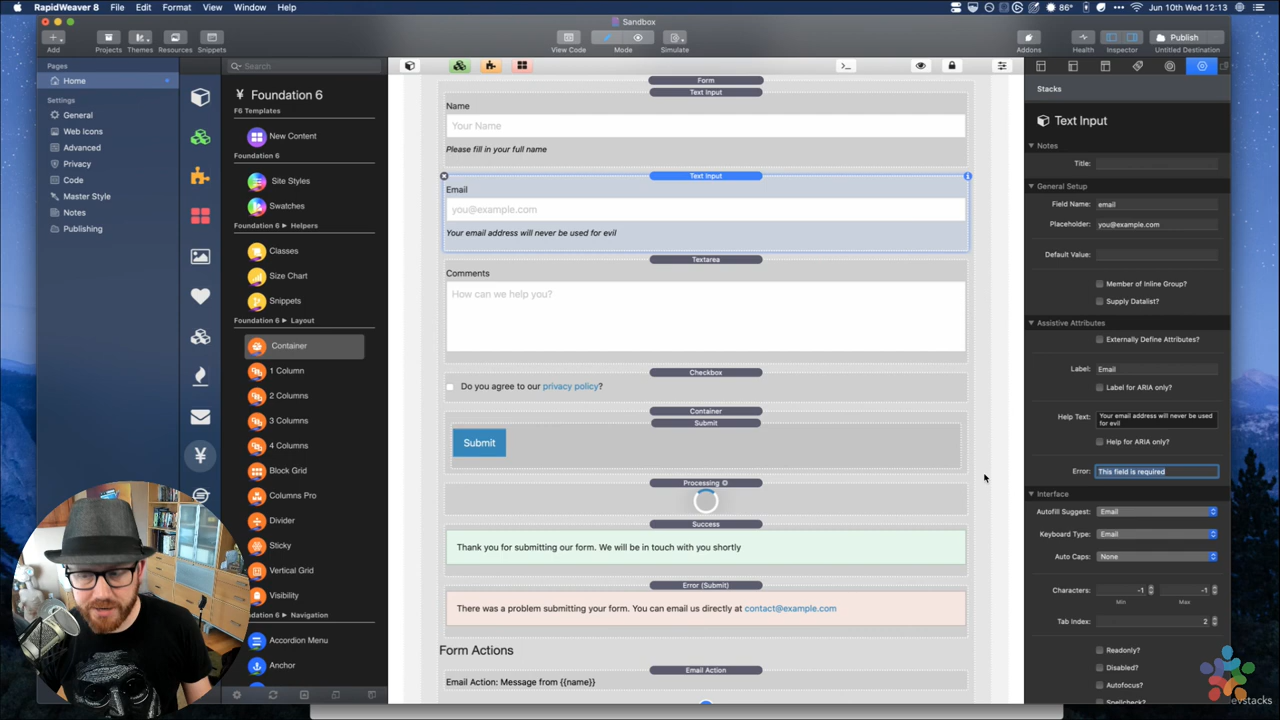 RapidWeaver 8 File Edit Format View Window Help
86° Jun 10th Wed 12:13
Sandbox
Add Projects Themes Resources Snippets
View Code Mode Simulate
Addons Health Inspector
Publish
Untitled Destination
Pages
Home
Settings
General
Web Icons
Advanced
Privacy
Code
Master Style
Notes
Publishing
Search
¥ Foundation 6
F6 Templates
New Content
Foundation 6
Site Styles
Swatches
Foundation 6 ▸ Helpers
Classes
Size Chart
Snippets
Foundation 6 ▸ Layout
Container
1 Column
2 Columns
3 Columns
4 Columns
Block Grid
Columns Pro
Divider
Sticky
Vertical Grid
Visibility
Navigation
Accordion Menu
Anchor
Form
Text Input
Name
Your Name
Please fill in your full name
Text Input
Email
you@example.com
Your email address will never be used for evil
Textarea
Comments
How can we help you?
Checkbox
Do you agree to our privacy policy?
Container
Submit
Submit
Processing
Success
Thank you for submitting our form. We will be in touch with you shortly
Error (Submit)
There was a problem submitting your form. You can email us directly at contact@example.com
Form Actions
Email Action
Email Action: Message from {{name}}
Stacks
Text Input
Notes
Title:
General Setup
Field Name: email
Placeholder: you@example.com
Default Value:
Member of Inline Group?
Supply Datalist?
Assistive Attributes
Externally Define Attributes?
Label: Email
Label for ARIA only?
Help Text: Your email address will never be used
for evil
Help for ARIA only?
Error: This field is required
Interface
Autofill Suggest: Email
Keyboard Type: Email
Auto Caps: None
Characters: -1 -1
Min Max
Tab Index: 2
Readonly?
Disabled?
Autofocus?
Spellcheck?